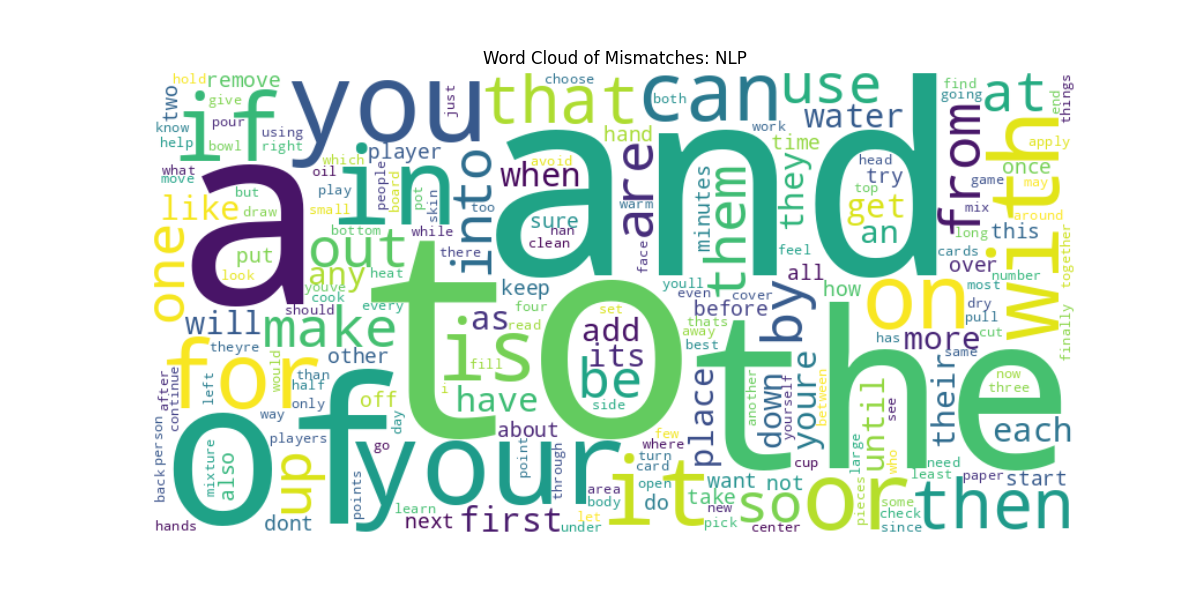 Word Cloud of Mismatches: NLP
hold remove two give pour just choose both find going end things
know help bowl using right if you that can use water at
what move which player oil people board pot skin into avoid when hand are work time head try top get from game once with apply may
but play small too warm minutes them they an mix around
like draw bottom while there sure nan clean face feel long this
a in and
one put look out any heat youve cook every should keep four read youll even cover before all how over cards number most together
will make as set add its be side thats away best by on dry pull has more same cut finally
for theyre would other than half only is fill i have to the
after continue left way off day about place another down yourself youre between until see their now three each
of players go your point through where few turn card want not cup large need least paper start
back person mixture also up points learn next first area body open under let it do take new pick so center or pieces who some check since then
hands dont